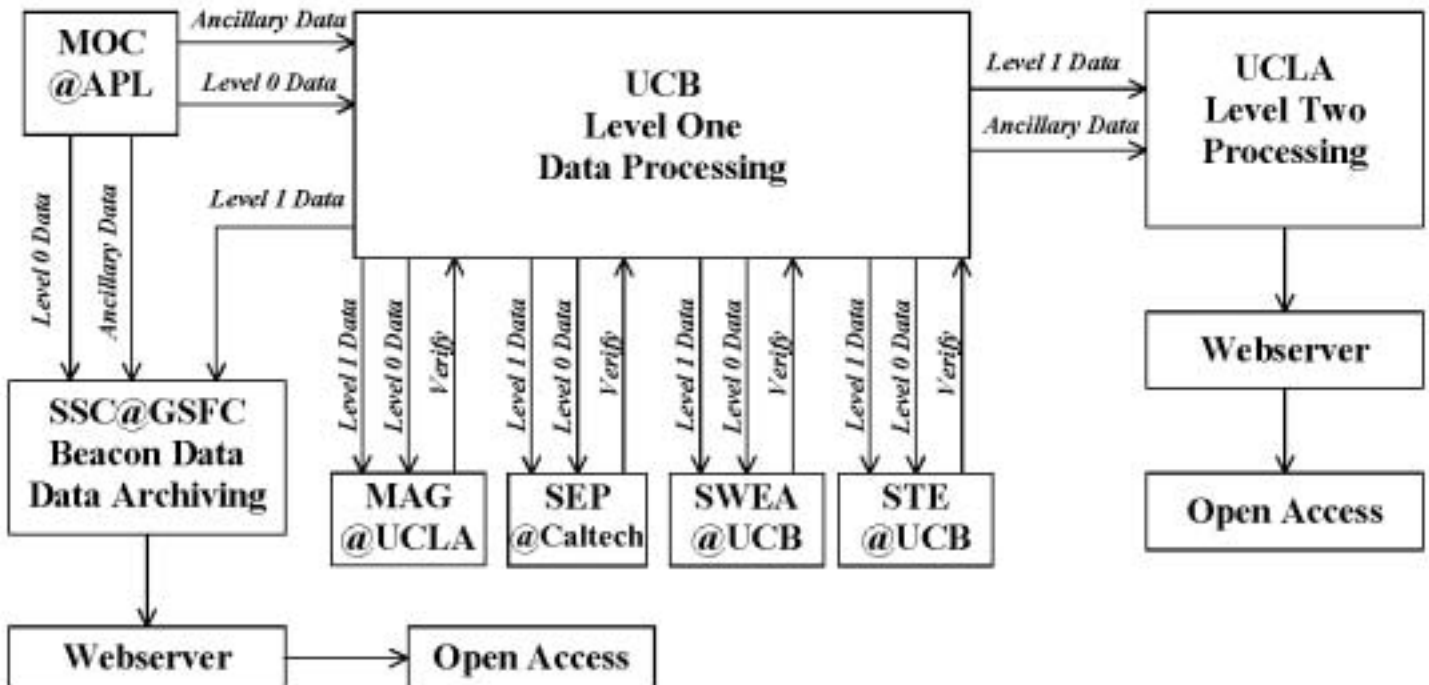 MOC
@APL
Ancillary Data
Level 0 Data
UCB
Level One
Data Processing
Level 1 Data
Ancillary Data
UCLA
Level Two
Processing
Level 0 Data
Ancillary Data
Level 1 Data
Level 1 Data
Level 0 Data
Verify
Level 1 Data
Level 0 Data
Verify
Level 1 Data
Level 0 Data
Verify
Level 1 Data
Level 0 Data
Verify
Webserver
SSC@GSFC
Beacon Data
Data Archiving
MAG
@UCLA
SEP
@Caltech
SWEA
@UCB
STE
@UCB
Open Access
Webserver
Open Access